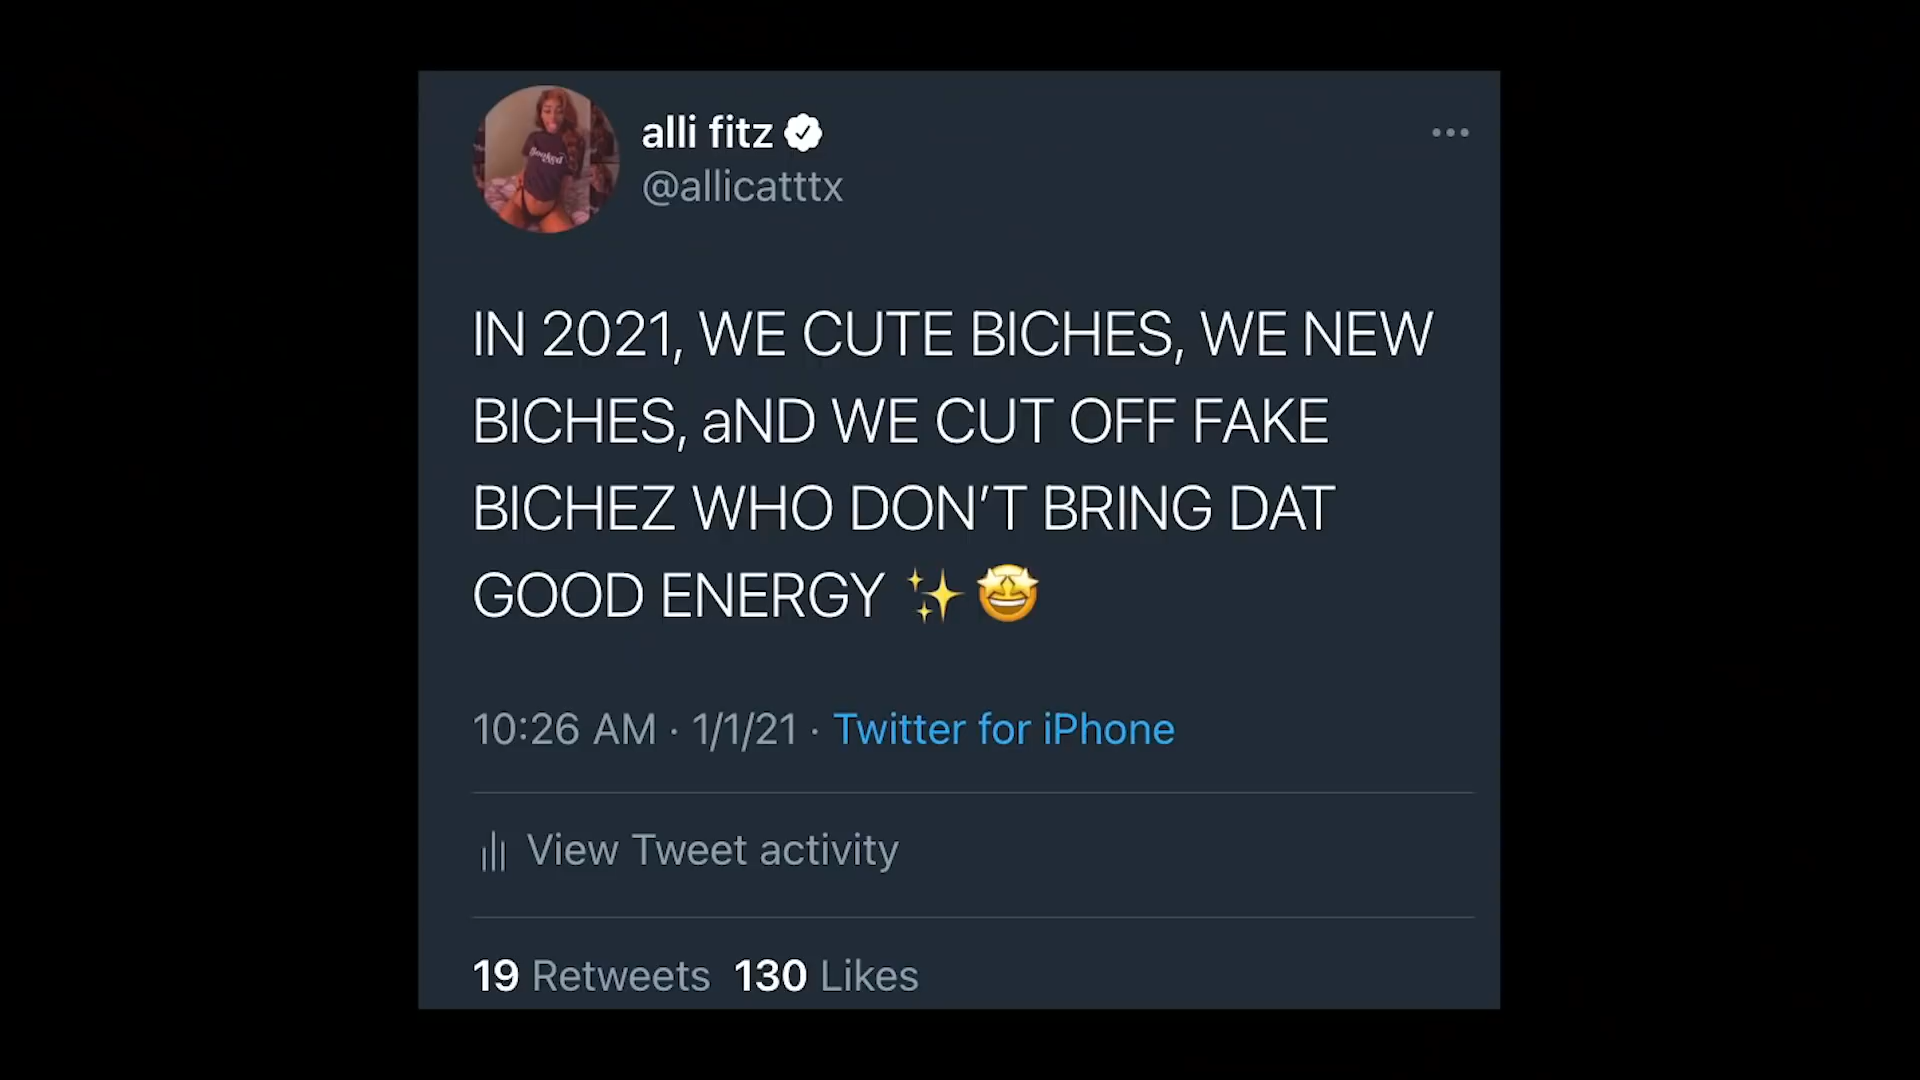 alli fitz
@allicatttx
IN 2021, WE CUTE BICHES, WE NEW
BICHES, aND WE CUT OFF FAKE
BICHEZ WHO DON’T BRING DAT
GOOD ENERGY ✨🤩
10:26 AM · 1/1/21 · Twitter for iPhone
View Tweet activity
19 Retweets 130 Likes